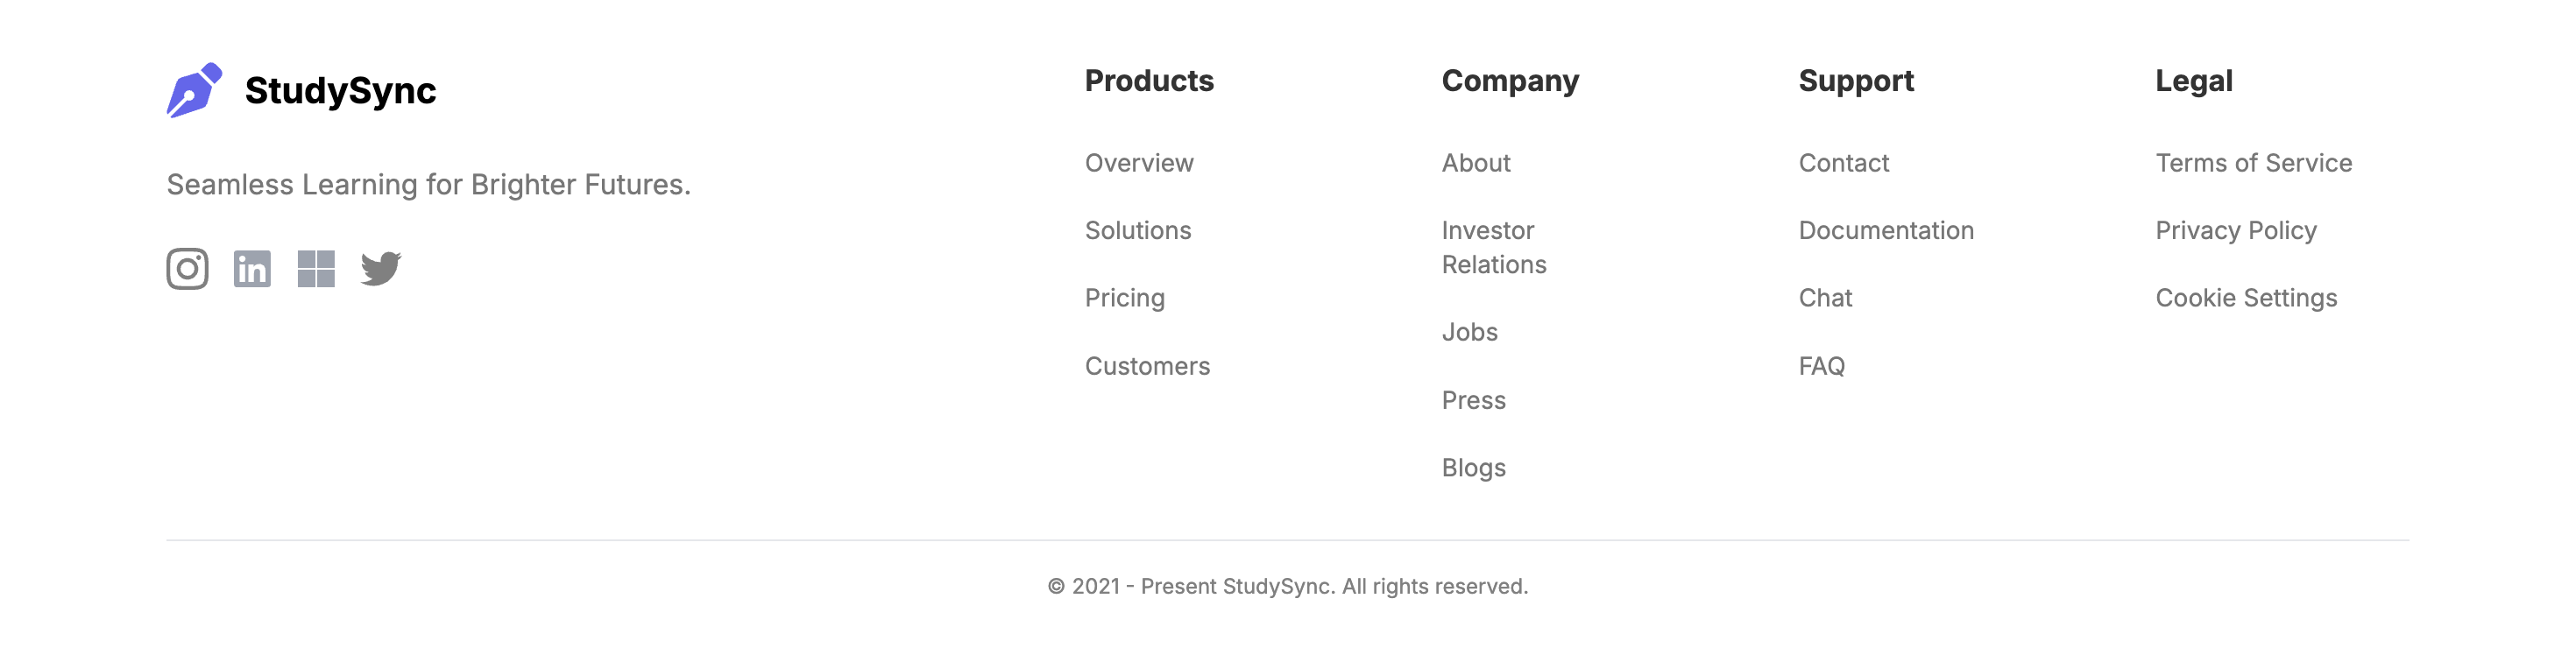 StudySync
Seamless Learning for Brighter Futures.
in
Products
Overview
Solutions
Pricing
Customers
Company
About
Investor
Relations
Jobs
Press
Blogs
Support
Contact
Documentation
Chat
FAQ
Legal
Terms of Service
Privacy Policy
Cookie Settings
© 2021 - Present StudySync. All rights reserved.